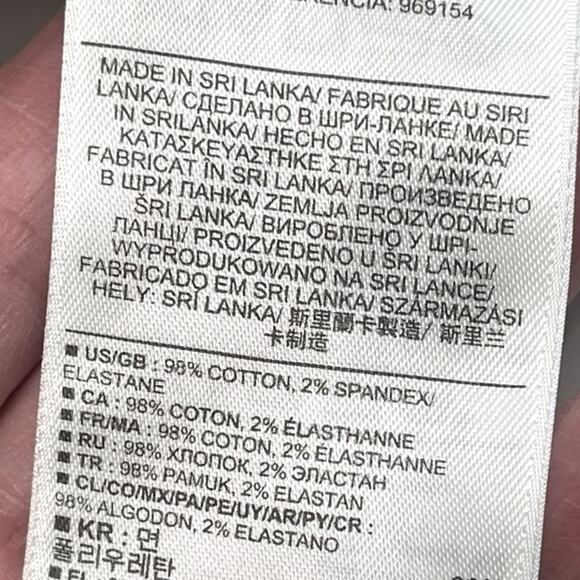 RENCIA: 969154
MADE IN SRI LANKA/ FABRIQUE AU SIRI
LANKA/ СДЕЛАНО В ШРИ-ЛАНКЕ/ MADE
IN SRILANKA/ HECHO EN SRI LANKA/
ΚΑΤΑΣΚΕΥΑΣΤΗΚΕ ΣΤΗ ΣΡΙ ΛΑΝΚΑ/
FABRICAT ÎN SRI LANKA/ ПРОИЗВЕДЕНО
В ШРИ ЛАНКА/ ZEMLJA PROIZVODNJE
ŠRI LANKA/ ВИРОБЛЕНО У ШРІ-
ЛАНЦІ/ PROIZVEDENO U ŠRI LANKI/
WYPRODUKOWANO NA SRI LANCE/
FABRICADO EM SRI LANKA/ SZÁRMAZÁSI
HELY: SRÍ LANKA/ 斯里蘭卡製造/ 斯里兰
卡制造
■ US/GB : 98% COTTON, 2% SPANDEX/
ELASTANE
■ CA : 98% COTON, 2% ÉLASTHANNE
■ FR/MA : 98% COTON, 2% ÉLASTHANNE
■ RU : 98% ХЛОПОК, 2% ЭЛАСТАН
■ TR : 98% PAMUK, 2% ELASTAN
■ CL/CO/MX/PA/PE/UY/AR/PY/CR :
98% ALGODON, 2% ELASTANO
■ KR : 면
폴리우레탄